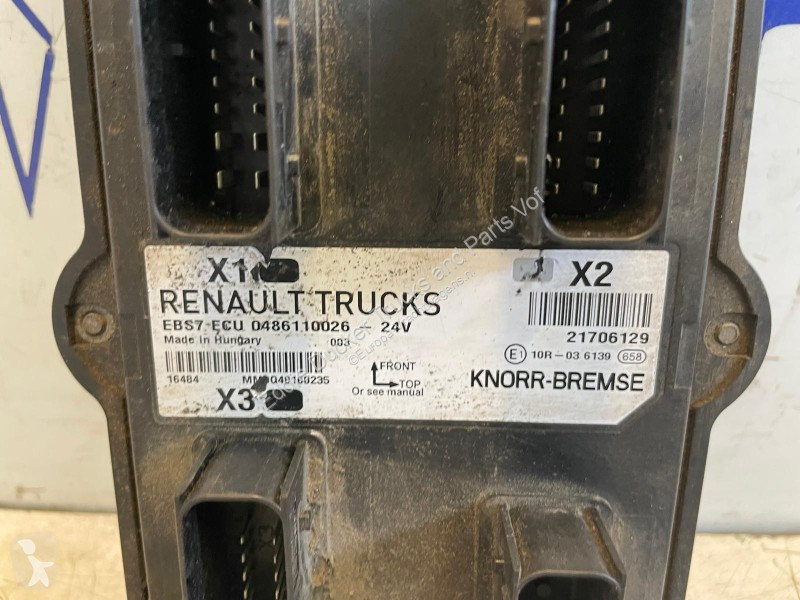 X1 X2
RENAULT TRUCKS
EBS7 ECU 0486110026 - 24V
Made in Hungary 003
21706129
E1 10R-03 6139 658
FRONT
TOP
Or see manual
16484
KNORR-BREMSE
X3
X3